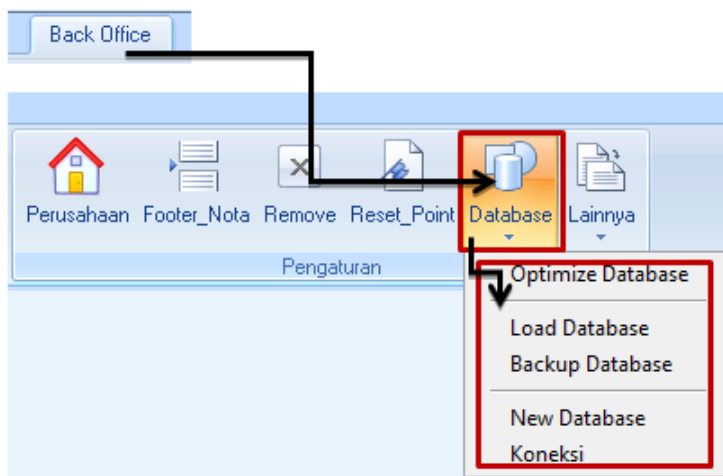 Back Office
Perusahaan Footer_Nota Remove Reset_Point Database Lainnya
Pengaturan
Optimize Database
Load Database
Backup Database
New Database
Koneksi